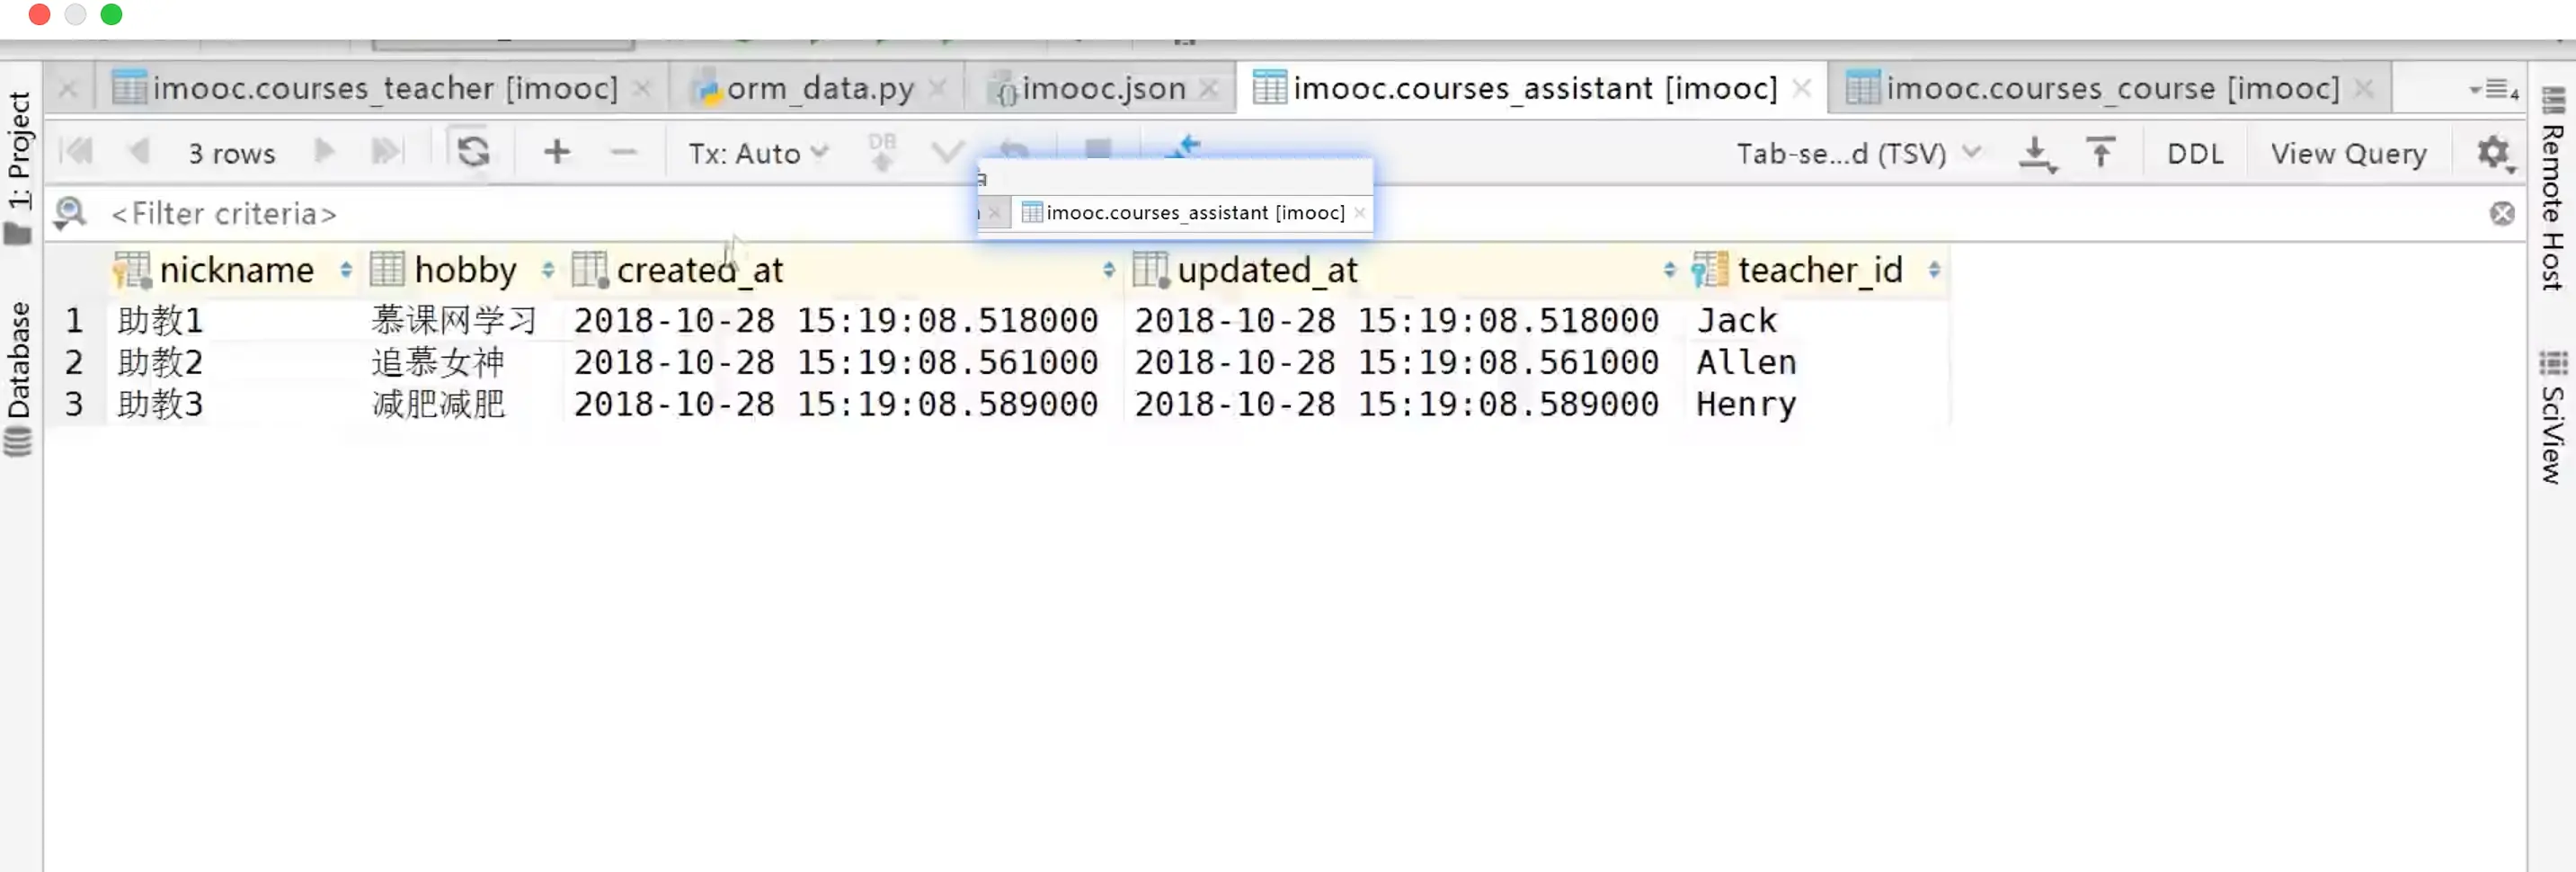 imooc.courses_teacher [imooc] orm_data.py imooc.json imooc.courses_assistant [imooc] imooc.courses_course [imooc] 4
3 rows Tx: Auto DB Tab-se...d (TSV) DDL View Query
<Filter criteria>
imooc.courses_assistant [imooc]
nickname hobby created_at updated_at teacher_id
1 助教1 慕课网学习 2018-10-28 15:19:08.518000 2018-10-28 15:19:08.518000 Jack
2 助教2 追慕女神 2018-10-28 15:19:08.561000 2018-10-28 15:19:08.561000 Allen
3 助教3 减肥减肥 2018-10-28 15:19:08.589000 2018-10-28 15:19:08.589000 Henry
1: Project
Database
Remote Host
SciView